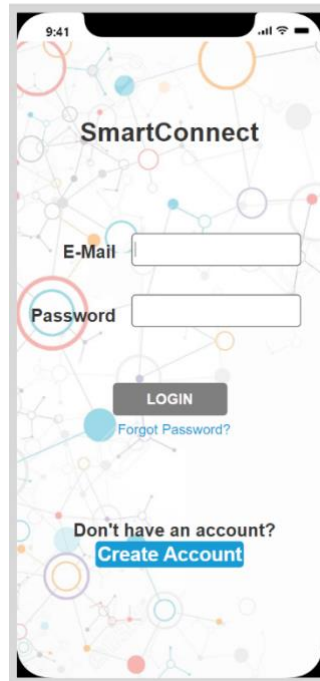 9:41
SmartConnect
E-Mail
Password
LOGIN
Forgot Password?
Don't have an account?
Create Account